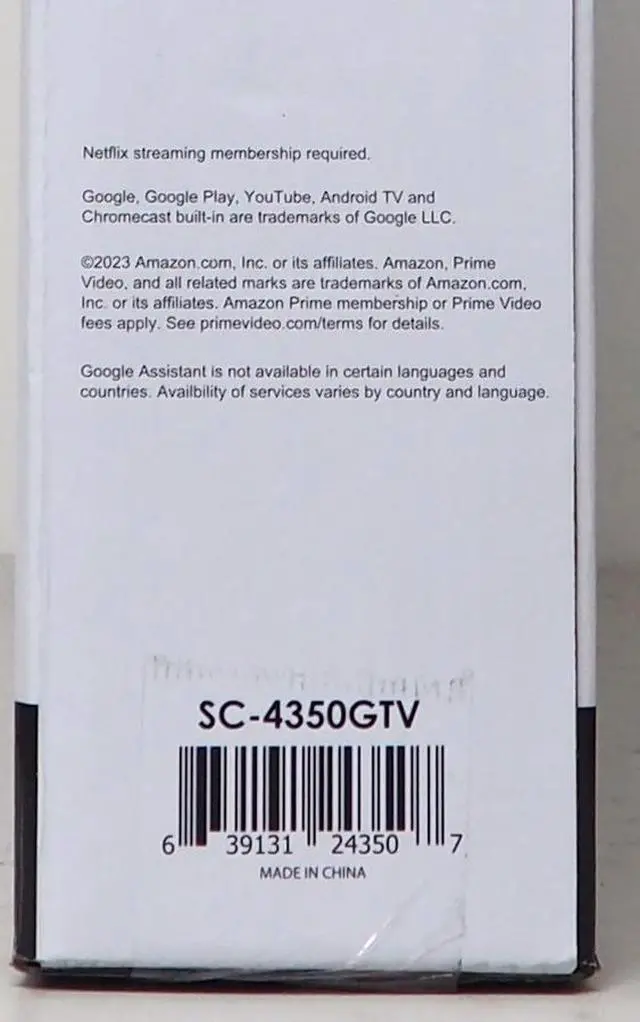 Netflix streaming membership required.
Google, Google Play, YouTube, Android TV and
Chromecast built-in are trademarks of Google LLC.
©2023 Amazon.com, Inc. or its affiliates. Amazon, Prime
Video, and all related marks are trademarks of Amazon.com,
Inc. or its affiliates. Amazon Prime membership or Prime Video
fees apply. See primevideo.com/terms for details.
Google Assistant is not available in certain languages and
countries. Availbility of services varies by country and language.
SC-4350GTV
6 39131 24350 7
MADE IN CHINA